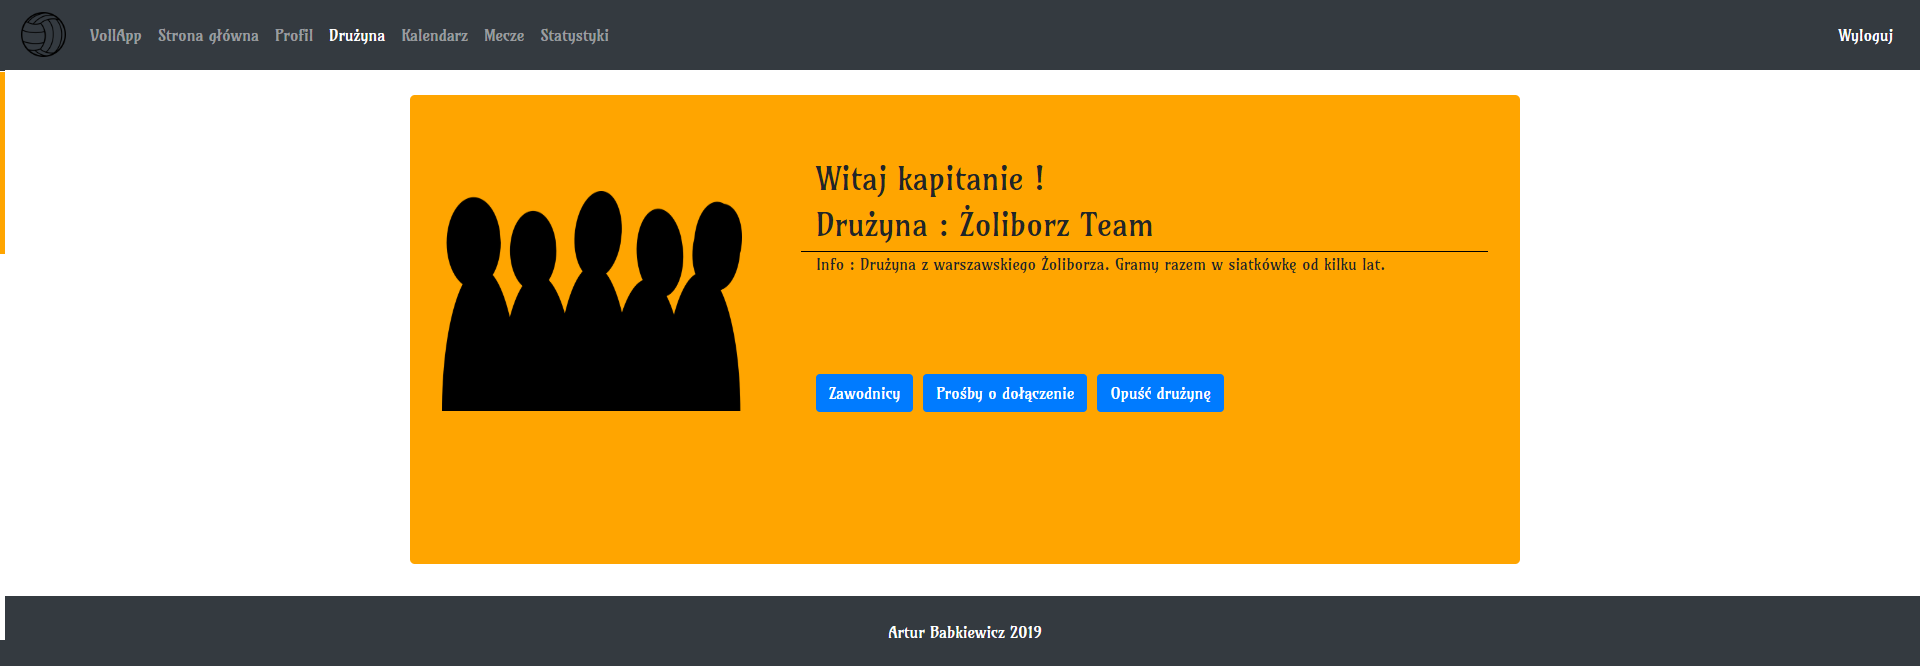 VollApp Strona główna Profil Drużyna Kalendarz Mecze Statystyki Wyloguj
Witaj kapitanie !
Drużyna : Żoliborz Team
Info : Drużyna z warszawskiego Żoliborza. Gramy razem w siatkówkę od kilku lat.
Zawodnicy Prośby o dołączenie Opuść drużynę
Artur Babkiewicz 2019